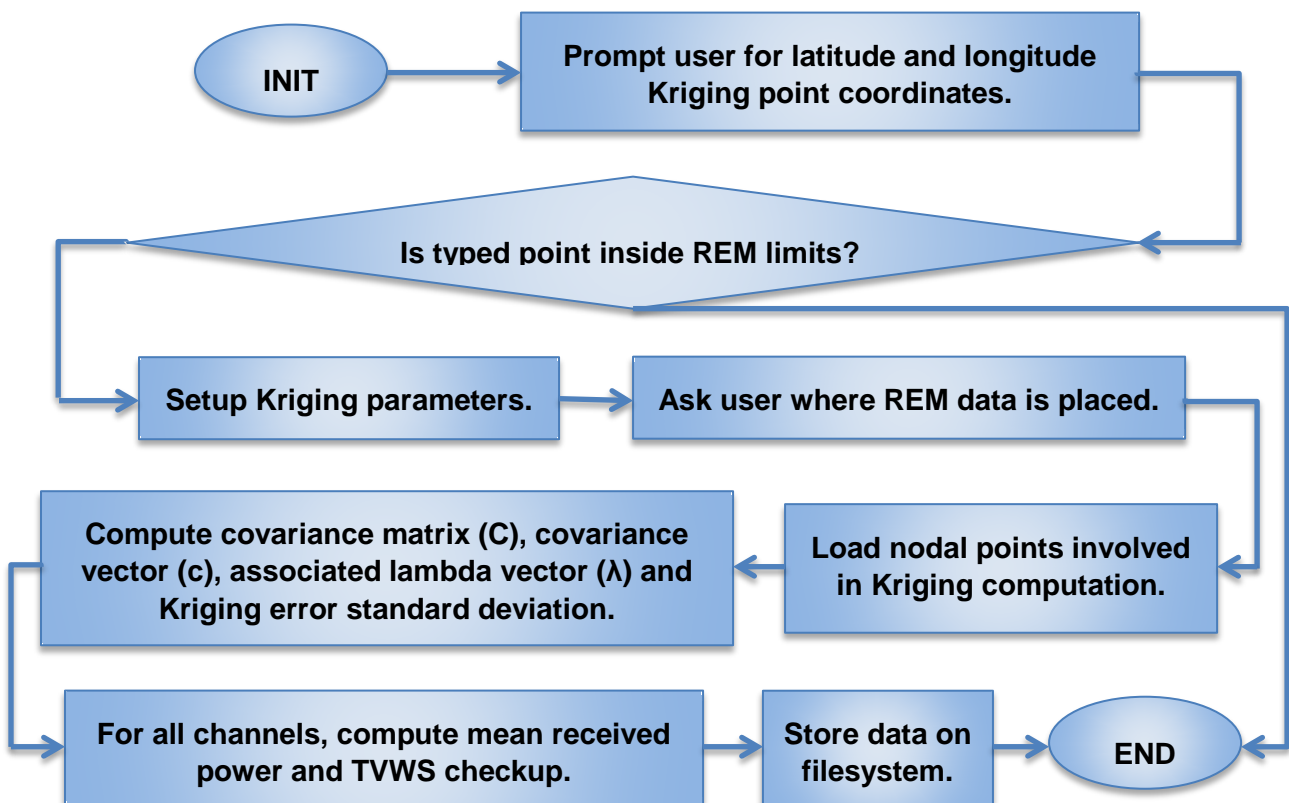 INIT
Prompt user for latitude and longitude
Kriging point coordinates.
Is typed point inside REM limits?
Setup Kriging parameters.
Ask user where REM data is placed.
Compute covariance matrix (C), covariance
vector (c), associated lambda vector (λ) and
Kriging error standard deviation.
Load nodal points involved
in Kriging computation.
For all channels, compute mean received
power and TVWS checkup.
Store data on
filesystem.
END